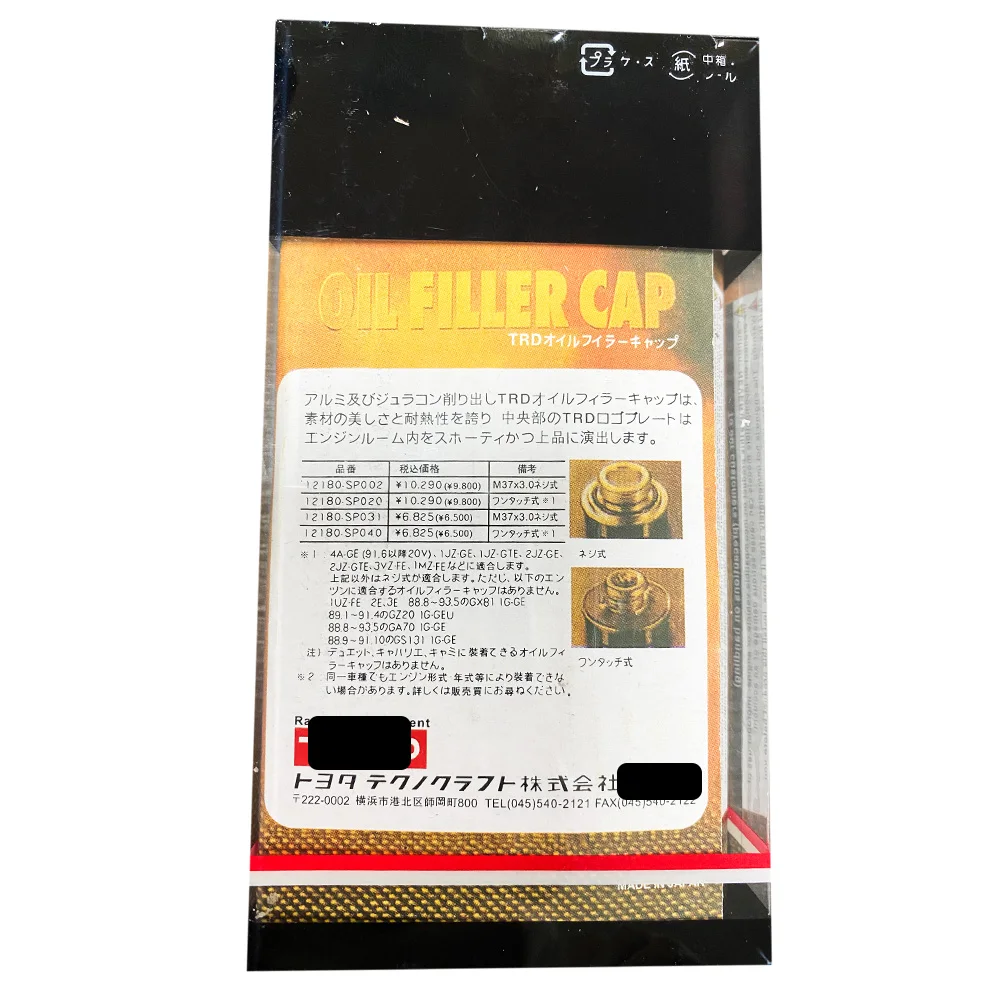 プラ ケ・ス 紙 中箱・
ノ・ル
OIL FILLER CAP
TRDオイルフィラーキャップ
アルミ及びジュラコン削り出しTRDオイルフィラーキャップは、
素材の美しさと耐熱性を誇り 中央部のTRDロゴプレートは
エンジンルーム内をスホーティかつ上品に演出します。
品番 税込価格 備考
12180-SP002 ¥10.290(¥9.800) M37x3.0ネジ式
12180-SP020 ¥10.290(¥9.800) ワンタッチ式※1
12180-SP031 ¥6.825(¥6.500) M37x3.0ネジ式
12180-SP040 ¥6.825(¥6.500) ワンタッチ式※1
ネジ式
※1 4A-GE (91.6以降20V)、1JZ-GE、1JZ-GTE、2JZ-GE、
2JZ-GTE、3VZ-FE、1MZ-FEなどに適合します。
上記以外はネジ式が適合します。ただし、以下のエン
ツンに適合するオイルフィラーキャップはありません。
1UZ-FE 2E、3E 88.8~93.5のGX81 1G-GE
89.1~91.4のGZ20 1G-GEU
88.8~93.5のGA70 1G-GE
88.9~91.10のGS131 1G-GE
ワンタッチ式
注) デュエット、キャバリエ、キャミに装着できるオイルフィ
ラーキャッフはありません。
※2 同一車種でもエンジン形式・年式等により装着できな
い場合があります。詳しくは販売買にお尋ねください。
トヨタ テクノクラフト株式会社
〒222-0002 横浜市港北区師岡町800 TEL(045)540-2121 FAX(045)540-2122
MADE IN JAPAN